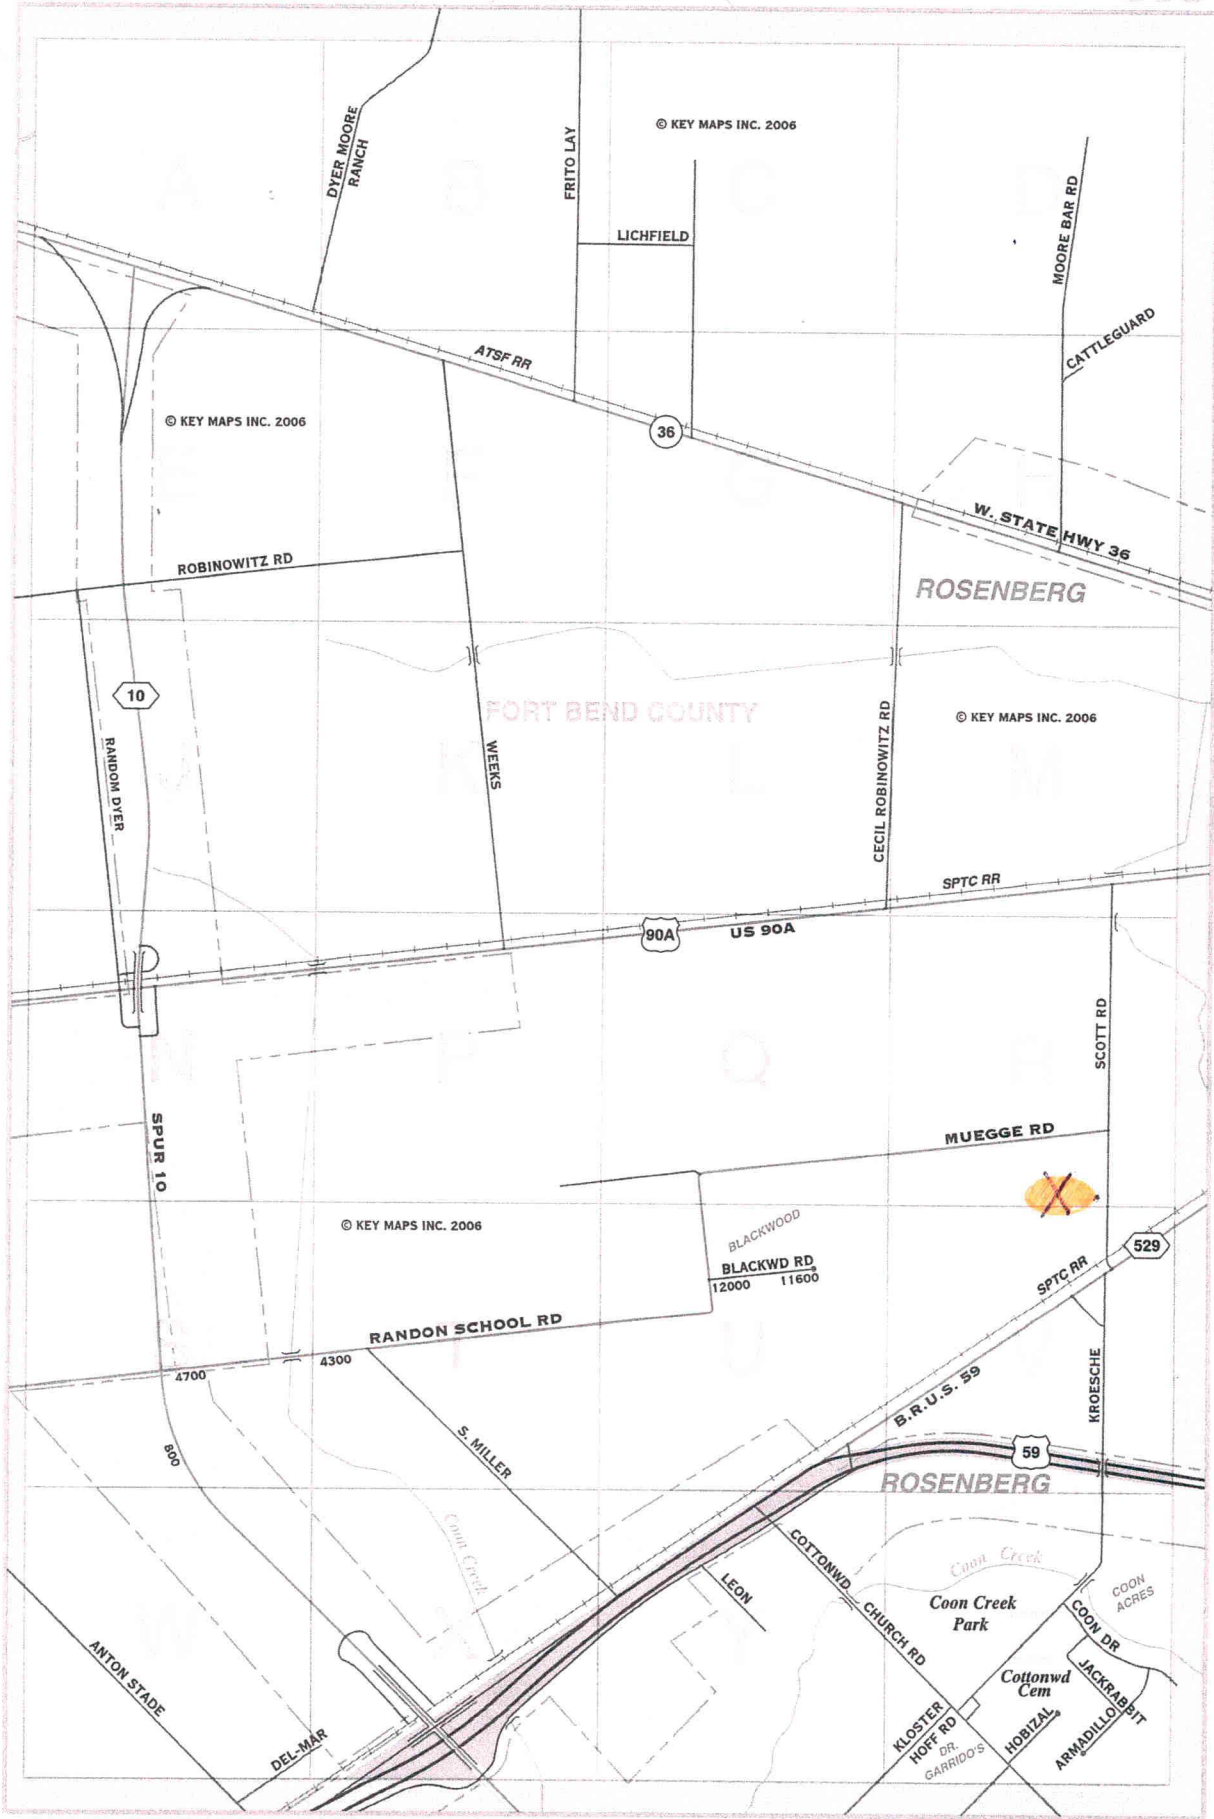 © KEY MAPS INC. 2006
DYER MOORE
RANCH
FRITO LAY
A
B
C
D
LICHFIELD
MOORE BAR RD
CATTLEGUARD
ATSF RR
© KEY MAPS INC. 2006
36
E
F
G
H
W. STATE HWY 36
ROBINOWITZ RD
ROSENBERG
10
FORT BEND COUNTY
© KEY MAPS INC. 2006
RANDOM DYER
WEEKS
CECIL ROBINOWITZ RD
J
K
L
M
SPTC RR
90A
US 90A
SCOTT RD
N
P
Q
R
SPUR 10
MUEGGE RD
X
© KEY MAPS INC. 2006
BLACKWOOD
529
BLACKWD RD
12000
11600
SPTC RR
RANDON SCHOOL RD
T
U
4700
4300
KROESCHE
B.R.U.S. 59
800
S. MILLER
59
ROSENBERG
Coon Creek
COTTONWD
CHURCH RD
Coon Creek
LEON
Coon Creek
Park
COON
ACRES
COON DR
W
X
Y
ANTON STADE
Cottonwd
Cem
JACKRABBIT
KLOSTER
HOFF RD
DR.
GARRIDO'S
HOBIZAL
ARMADILLO
DEL-MAR